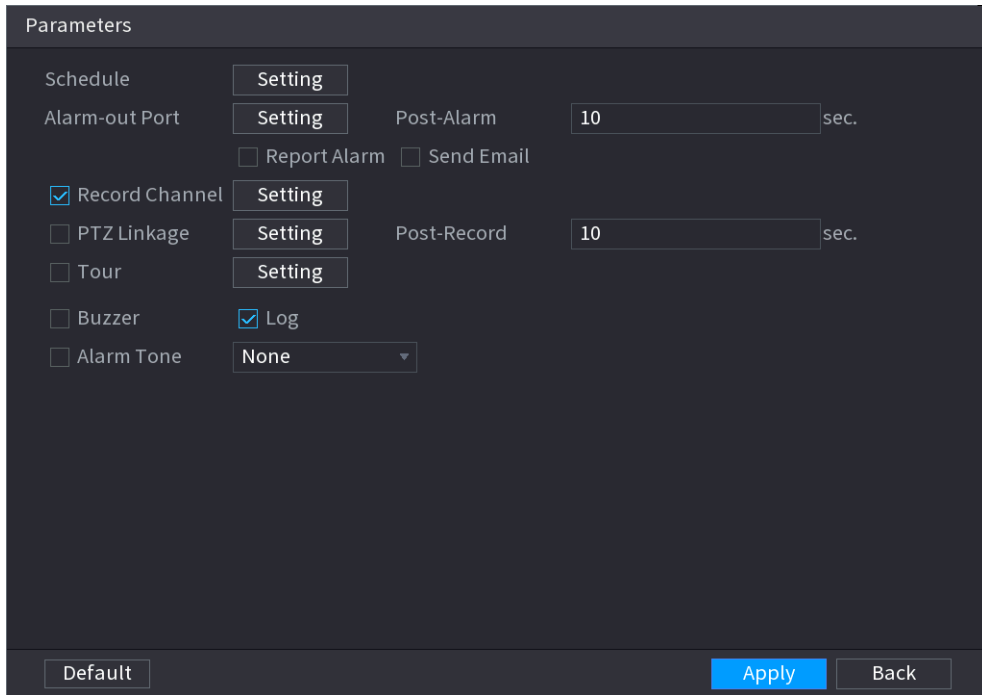 Parameters
Schedule Setting
Alarm-out Port Setting Post-Alarm 10 sec.
Report Alarm Send Email
Record Channel Setting
PTZ Linkage Setting Post-Record 10 sec.
Tour Setting
Buzzer Log
Alarm Tone None
Default Apply Back